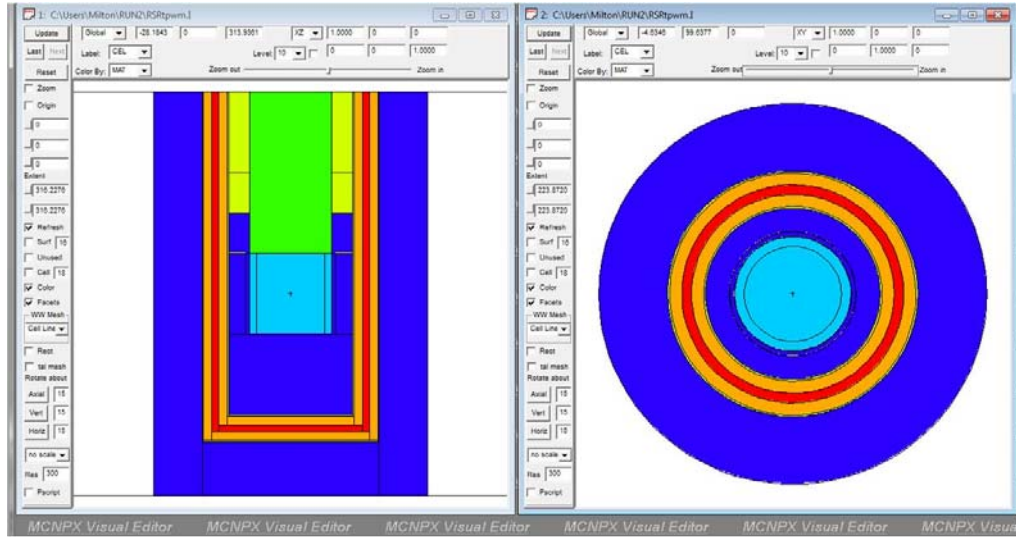 1: C:\Users\Milton\RUN2\RSRtpwm.I
Update Global -28.1843 0 313.9361 XZ 1.0000 0 0
Last Next Label: CEL Level: 10 0 0 1.0000
Reset Color By: MAT Zoom out Zoom in
Zoom
Origin
0
0
0
Extent
316.2276
316.2276
Refresh
Surf 16
Unused
Cell 18
Color
Facets
WW Mesh
Cell Line
Rect
tal mesh
Rotate about
Axial 15
Vert 15
Horiz 15
no scale
Res 300
Pscript
2: C:\Users\Milton\RUN2\RSRtpwm.I
Update Global -4.6346 99.6377 0 XY 1.0000 0 0
Last Next Label: CEL Level: 10 0 1.0000 0
Reset Color By: MAT Zoom out Zoom in
Zoom
Origin
0
0
0
Extent
223.8720
223.8720
Refresh
Surf 16
Unused
Cell 18
Color
Facets
WW Mesh
Cell Line
Rect
tal mesh
Rotate about
Axial 15
Vert 15
Horiz 15
no scale
Res 300
Pscript
MCNPX Visual Editor MCNPX Visual Editor MCNPX Visual Editor MCNPX Visual Editor MCNPX Visual Editor MCNPX Visu